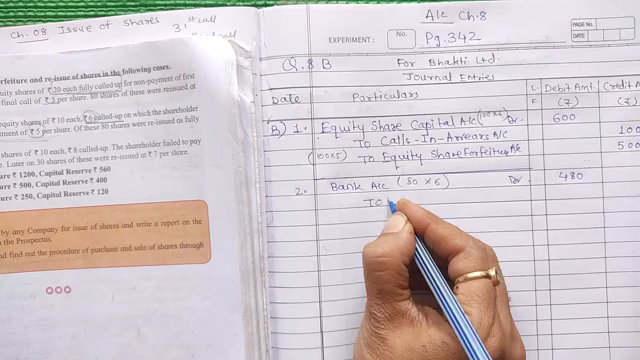 Ch. 08 Issue of Shares
3 1st call
A/c Ch.8
EXPERIMENT:
No.
Pg. 342
PAGE No.
DATE
Q.8 B For Bhakti Ltd.
Journal Entries
Date Particulars L. Debit Amt. Credit A
F (₹) (₹)
B) 1. Equity Share Capital A/c (100×6) Dr. 600
To Calls-In-Arrears A/c 100
(100×5) To Equity Share Forfeiture A/c 500
2. Bank A/c (80 × 6) Dr 480
To
rfeiture and re-issue of shares in the following cases.
quity shares of ₹ 20 each fully called up for non-payment of first
final call of ₹ 5 per share. 80 shares of these were reissued at
equity shares of ₹ 10 each, ₹ 6 called-up on which the shareholder
ment of ₹ 5 per share. Of these 80 shares were reissued as fully
shares of ₹ 10 each, ₹ 8 called-up. The shareholder failed to pay
re. Later on 30 shares of these were reissued at ₹ 7 per share.
ure ₹ 1200, Capital Reserve ₹ 560
re ₹ 500, Capital Reserve ₹ 400
ure ₹ 250, Capital Reserve ₹ 120
by any Company for issue of shares and write a report on the
n the Prospectus.
nd find out the procedure of purchase and sale of shares through